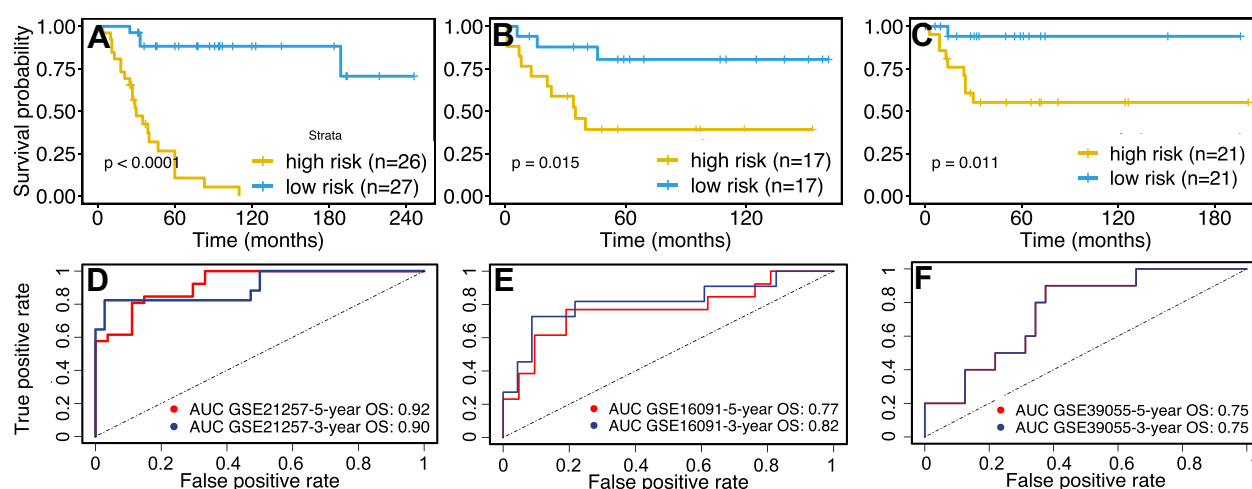 A
Survival probability
1.00
0.75
0.50
0.25
0.00
Strata
p < 0.0001
high risk (n=26)
low risk (n=27)
0
60
120
180
240
Time (months)
B
1.00
0.75
0.50
0.25
0.00
p = 0.015
high risk (n=17)
low risk (n=17)
0
60
120
Time (months)
C
1.00
0.75
0.50
0.25
0.00
p = 0.011
high risk (n=21)
low risk (n=21)
0
60
120
180
Time (months)
D
True positive rate
1
0.8
0.6
0.4
0.2
0
AUC GSE21257-5-year OS: 0.92
AUC GSE21257-3-year OS: 0.90
0
0.2
0.4
0.6
0.8
1
False positive rate
E
1
0.8
0.6
0.4
0.2
0
AUC GSE16091-5-year OS: 0.77
AUC GSE16091-3-year OS: 0.82
0
0.2
0.4
0.6
0.8
1
False positive rate
F
1
0.8
0.6
0.4
0.2
0
AUC GSE39055-5-year OS: 0.75
AUC GSE39055-3-year OS: 0.75
0
0.2
0.4
0.6
0.8
False positive rate